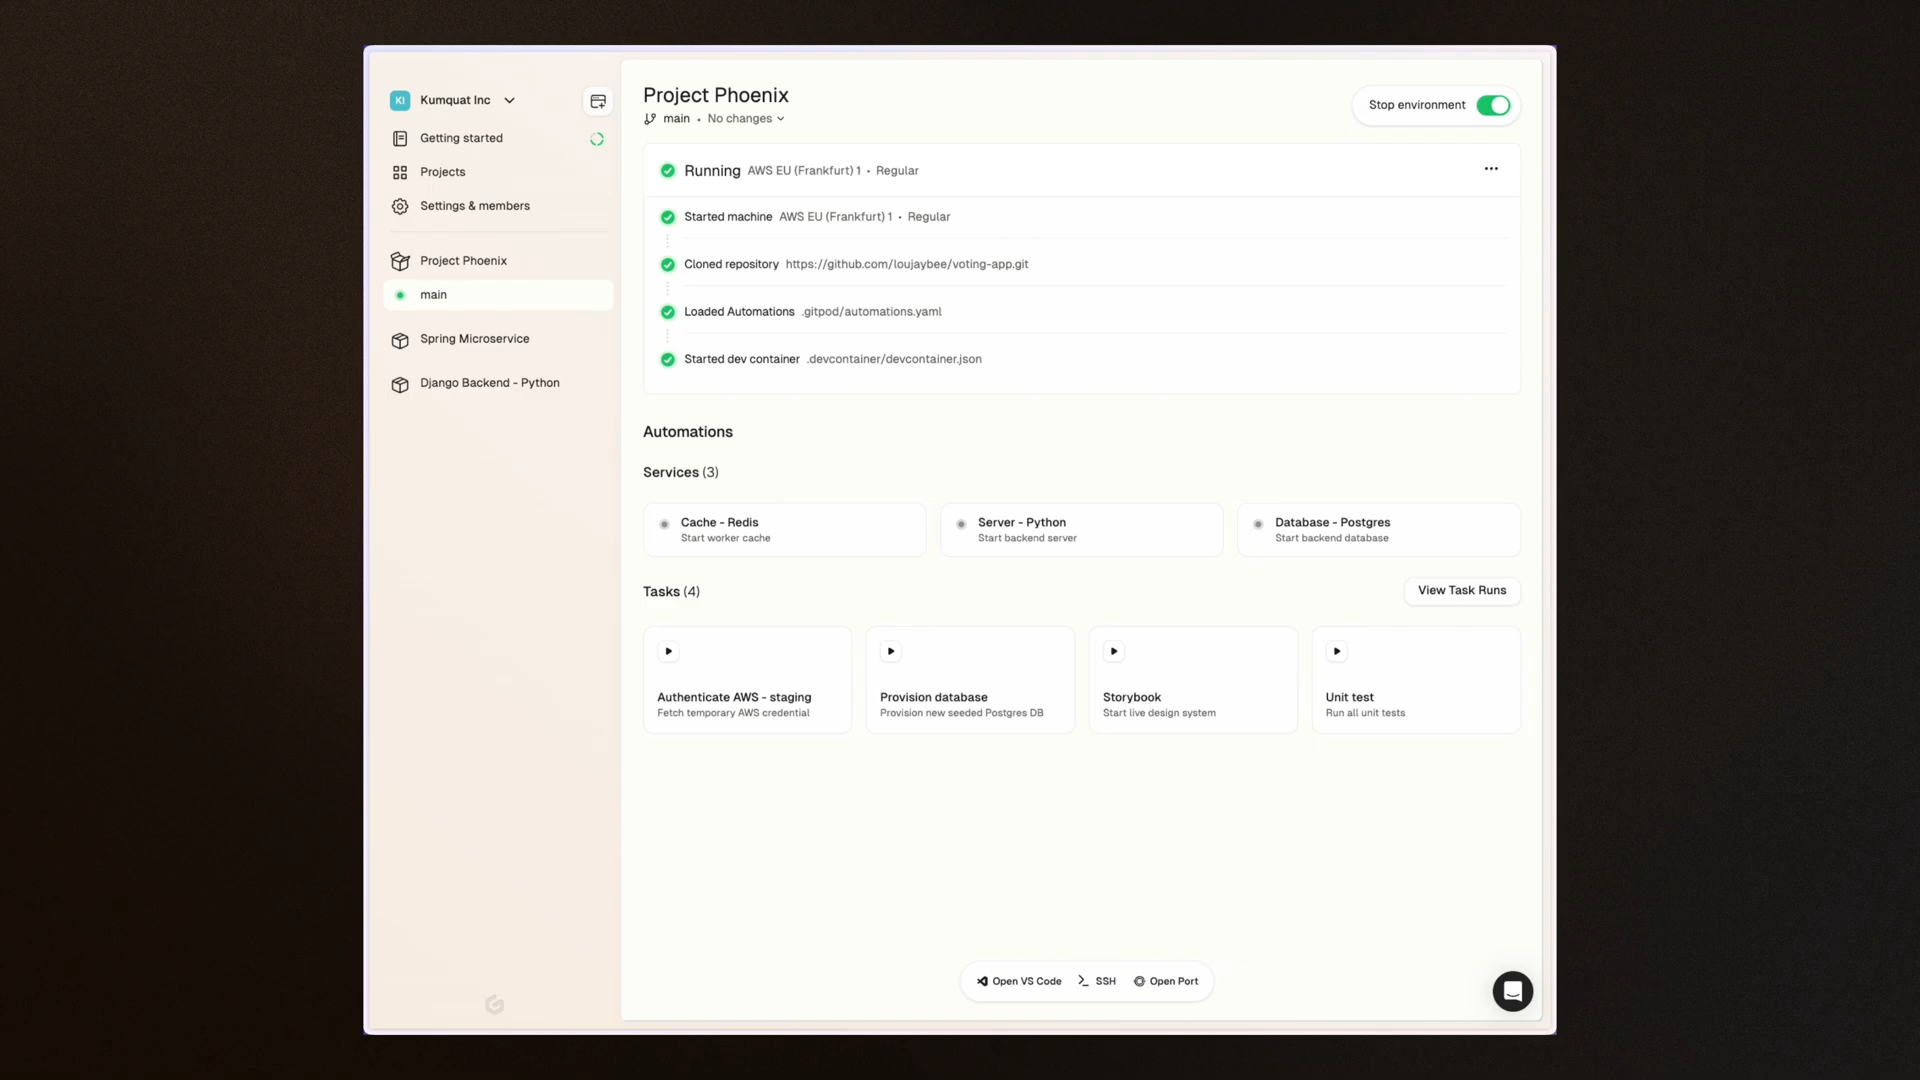 KI Kumquat Inc
Getting started
Projects
Settings & members
Project Phoenix
main
Spring Microservice
Django Backend - Python
Project Phoenix
main • No changes
Stop environment
Running AWS EU (Frankfurt) 1 • Regular
Started machine AWS EU (Frankfurt) 1 • Regular
Cloned repository https://github.com/loujaybee/voting-app.git
Loaded Automations .gitpod/automations.yaml
Started dev container .devcontainer/devcontainer.json
Automations
Services (3)
Cache - Redis
Start worker cache
Server - Python
Start backend server
Database - Postgres
Start backend database
Tasks (4)
View Task Runs
Authenticate AWS - staging
Fetch temporary AWS credential
Provision database
Provision new seeded Postgres DB
Storybook
Start live design system
Unit test
Run all unit tests
Open VS Code
SSH
Open Port